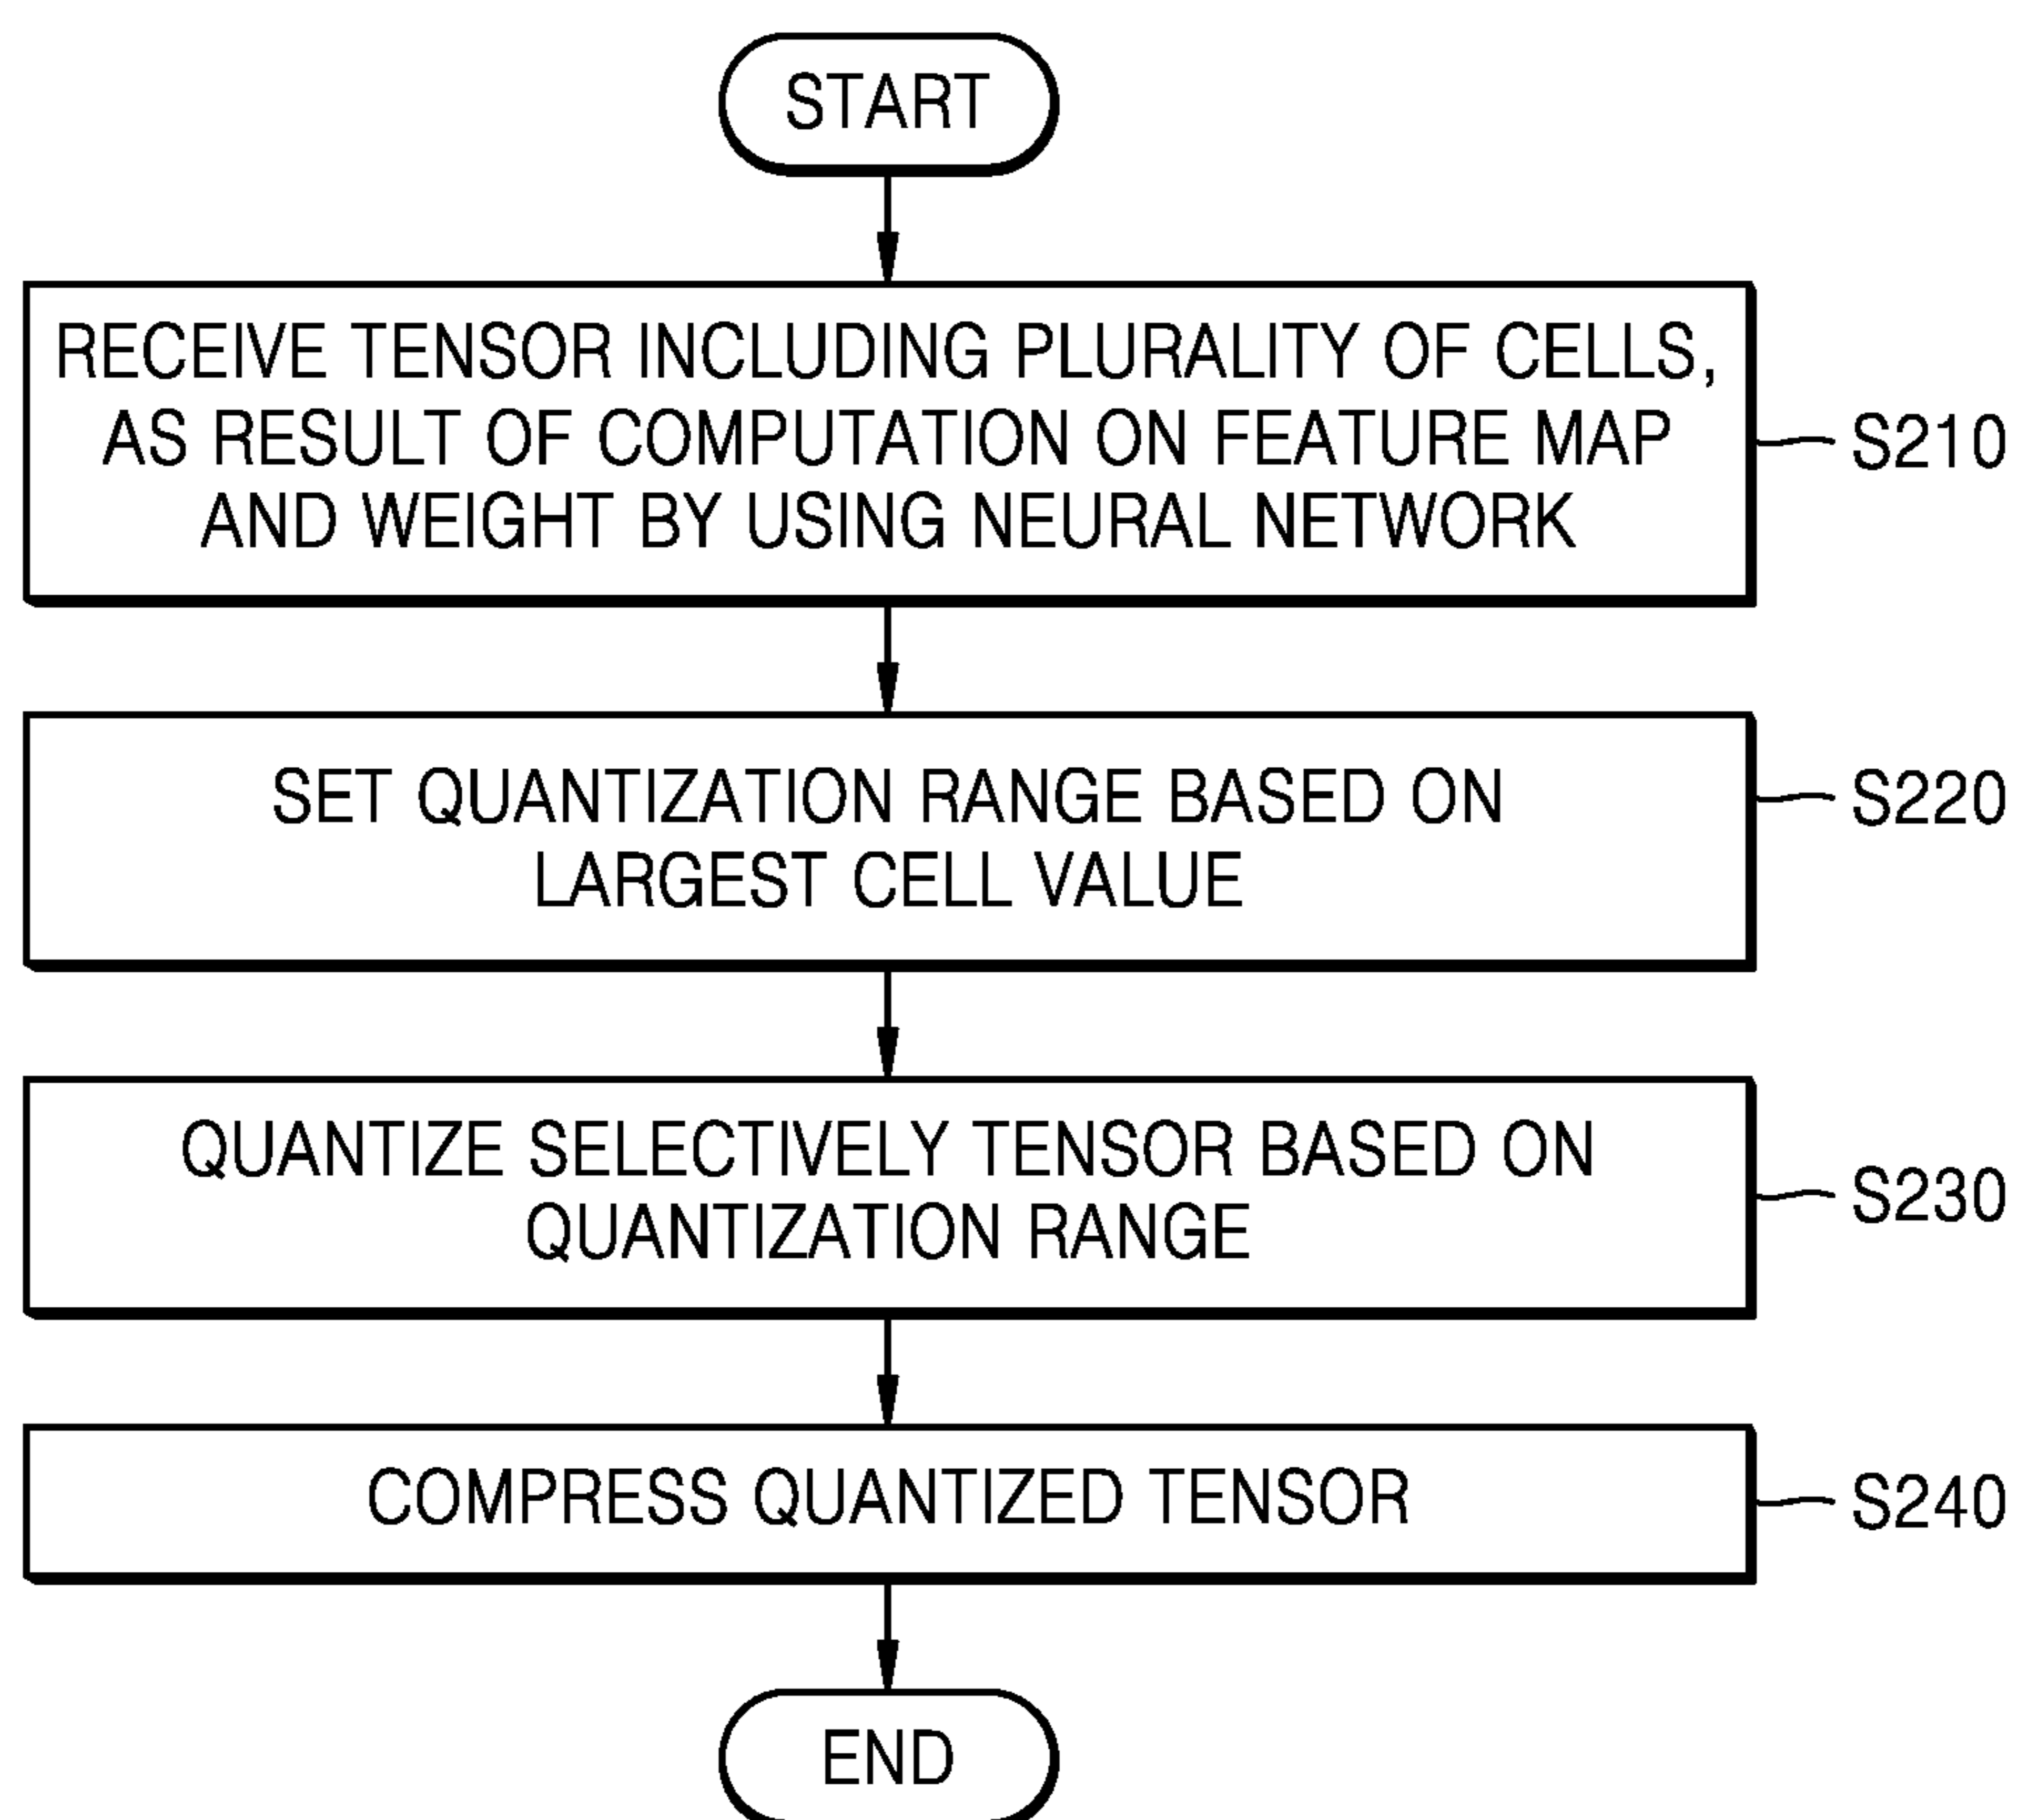 START
RECEIVE TENSOR INCLUDING PLURALITY OF CELLS,
AS RESULT OF COMPUTATION ON FEATURE MAP
AND WEIGHT BY USING NEURAL NETWORK
S210
SET QUANTIZATION RANGE BASED ON
LARGEST CELL VALUE
S220
QUANTIZE SELECTIVELY TENSOR BASED ON
QUANTIZATION RANGE
S230
COMPRESS QUANTIZED TENSOR
S240
END